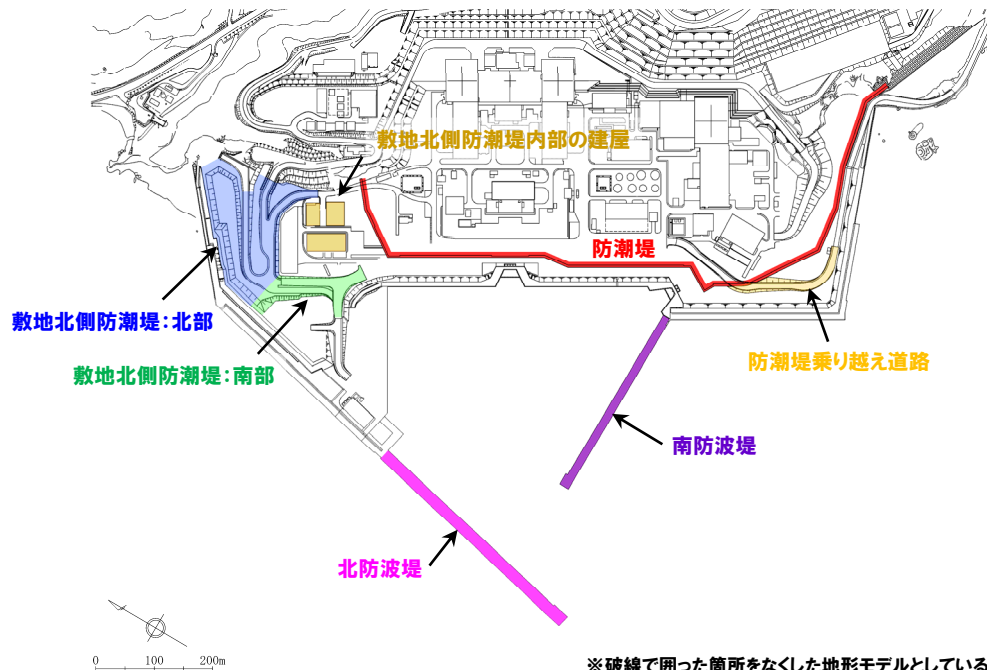 敷地北側防潮堤内部の建屋
防潮堤
敷地北側防潮堤：北部
敷地北側防潮堤：南部
防潮堤乗り越え道路
南防波堤
北防波堤
0 100 200m
※破線で囲った箇所をなくした地形モデルとしている